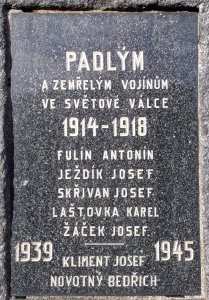 PADLÝM
A ZEMŘELÝM VOJÍNŮM
VE SVĚTOVÉ VÁLCE
1914-1918
FULÍN ANTONÍN
JEŽDÍK JOSEF
SKŘIVAN JOSEF
LAŠŤOVKA KAREL
ŽÁČEK JOSEF
1939 1945
KLIMENT JOSEF
NOVOTNÝ BEDŘICH